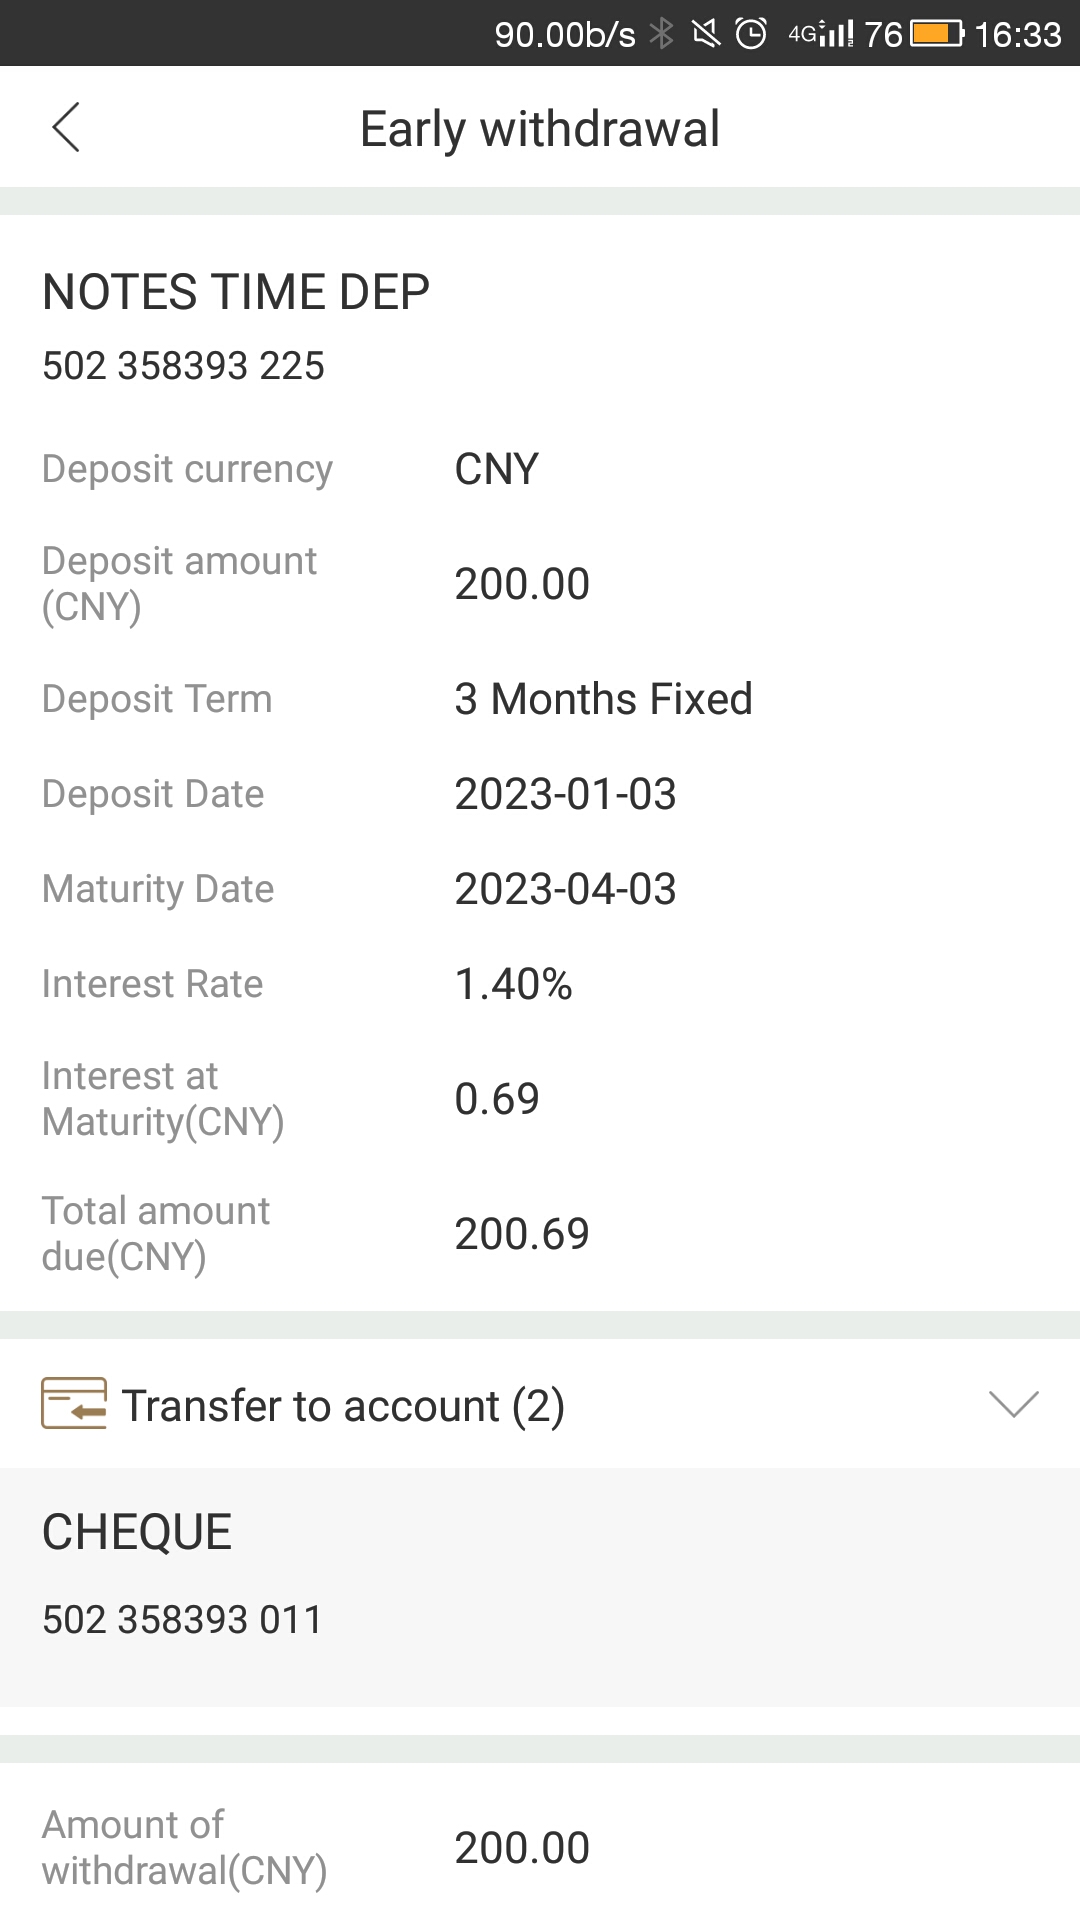 90.00b/s 4G 76 16:33
Early withdrawal
NOTES TIME DEP
502 358393 225
Deposit currency CNY
Deposit amount
(CNY) 200.00
Deposit Term 3 Months Fixed
Deposit Date 2023-01-03
Maturity Date 2023-04-03
Interest Rate 1.40%
Interest at
Maturity(CNY) 0.69
Total amount
due(CNY) 200.69
Transfer to account (2)
CHEQUE
502 358393 011
Amount of
withdrawal(CNY) 200.00